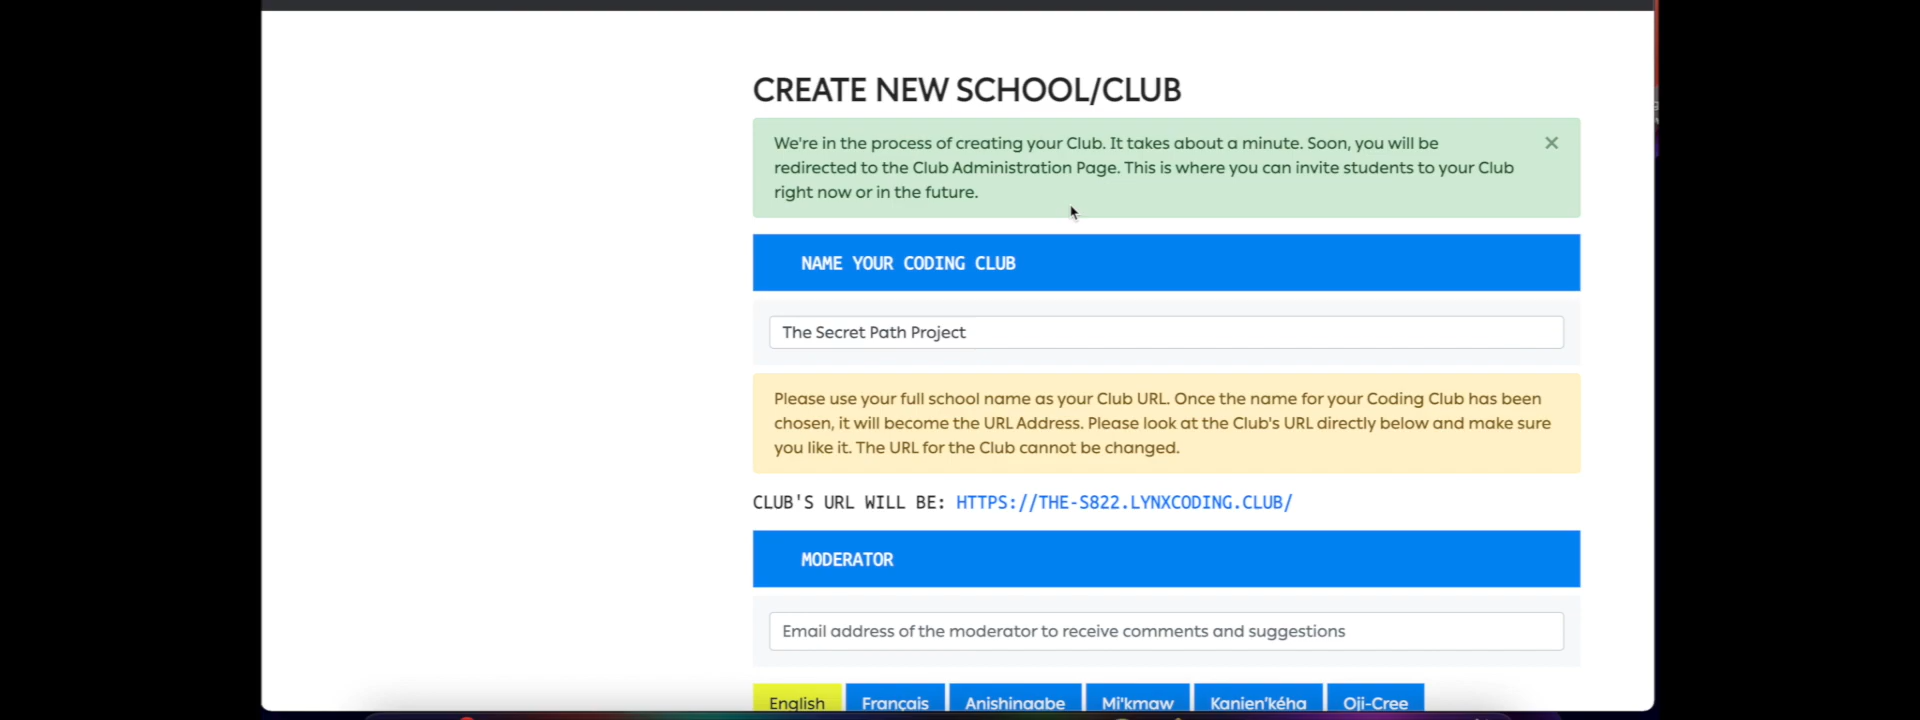 CREATE NEW SCHOOL/CLUB
We're in the process of creating your Club. It takes about a minute. Soon, you will be
redirected to the Club Administration Page. This is where you can invite students to your Club
right now or in the future.
×
NAME YOUR CODING CLUB
The Secret Path Project
Please use your full school name as your Club URL. Once the name for your Coding Club has been
chosen, it will become the URL Address. Please look at the Club's URL directly below and make sure
you like it. The URL for the Club cannot be changed.
CLUB'S URL WILL BE: HTTPS://THE-S822.LYNXCODING.CLUB/
MODERATOR
Email address of the moderator to receive comments and suggestions
English Français Anishinaabe Mi'kmaw Kanien'kéha Oji-Cree